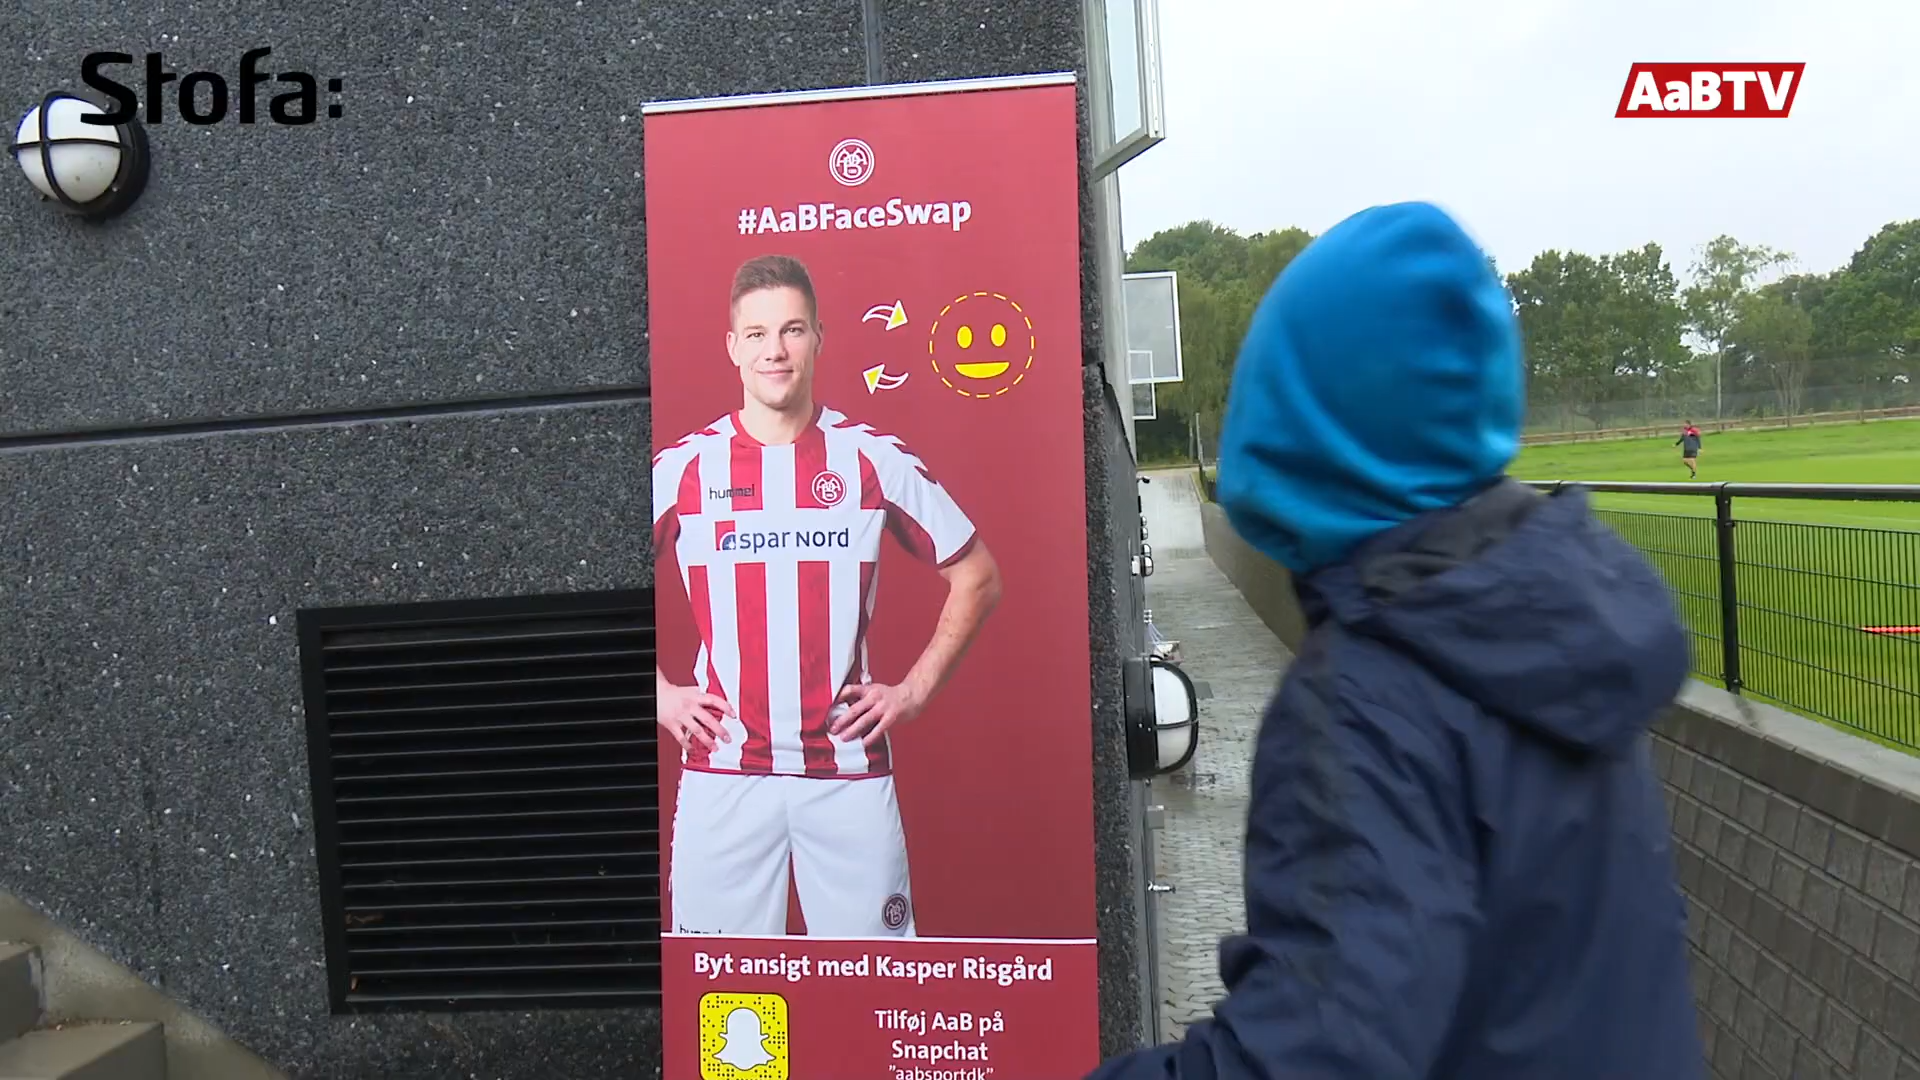 Stofa:
AaBTV
#AaBFaceSwap
hummel
spar nord
Byt ansigt med Kasper Risgård
Tilføj AaB på
Snapchat
"aabsportdk"